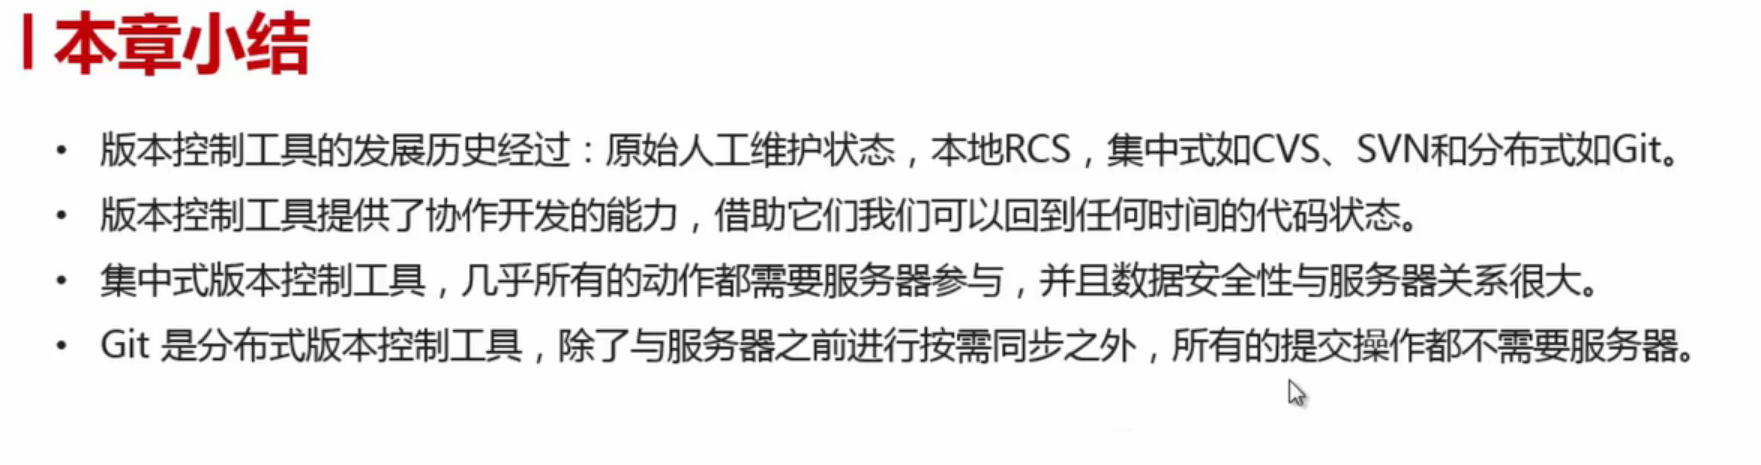 本章小结
• 版本控制工具的发展历史经过：原始人工维护状态，本地RCS，集中式如CVS、SVN和分布式如Git。
• 版本控制工具提供了协作开发的能力，借助它们我们可以回到任何时间的代码状态。
• 集中式版本控制工具，几乎所有的动作都需要服务器参与，并且数据安全性与服务器关系很大。
• Git 是分布式版本控制工具，除了与服务器之前进行按需同步之外，所有的提交操作都不需要服务器。